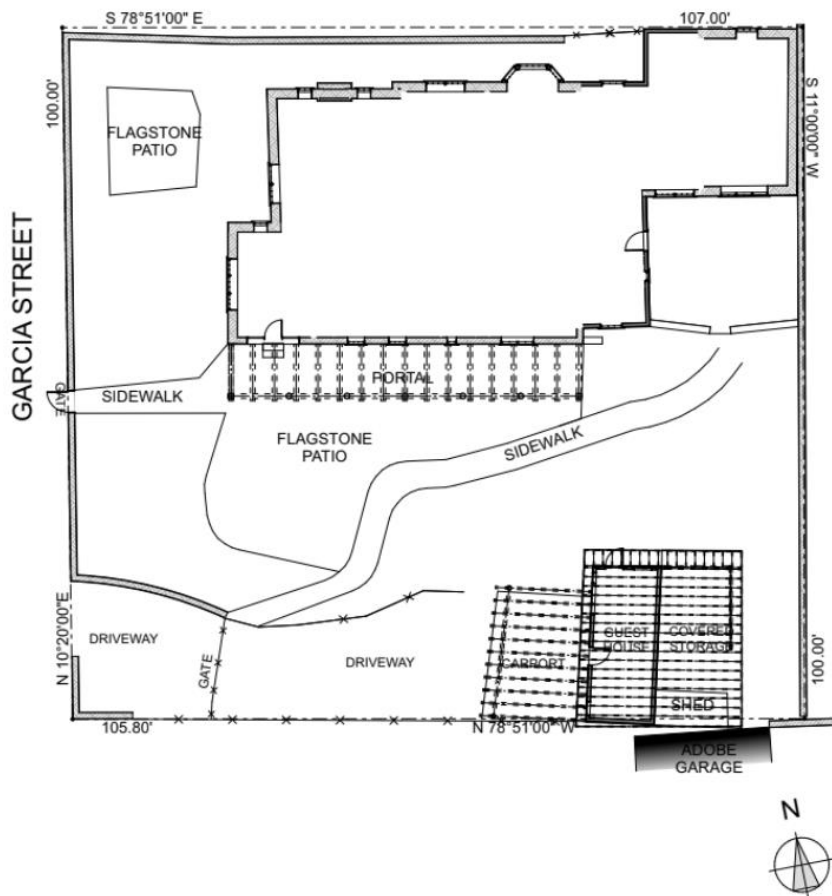 S 78°51'00" E
107.00'
100.00'
S 11°00'00" W
FLAGSTONE
PATIO
GARCIA STREET
PORTAL
GATE
SIDEWALK
FLAGSTONE
PATIO
SIDEWALK
N 10°20'00"E
DRIVEWAY
GATE
DRIVEWAY
CARPORT
GUEST
HOUSE
COVERED
STORAGE
SHED
100.00'
105.80'
N 78°51'00" W
ADOBE
GARAGE
N